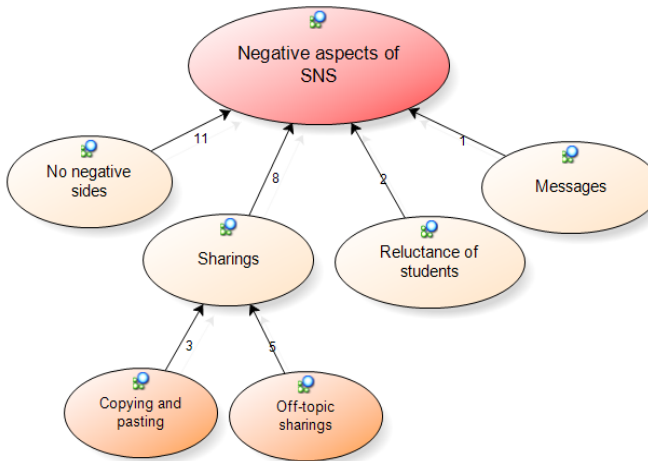 Negative aspects of
SNS
11
1
No negative
sides
8
2
Messages
Sharings
Reluctance of
students
3
5
Copying and
pasting
Off-topic
sharings